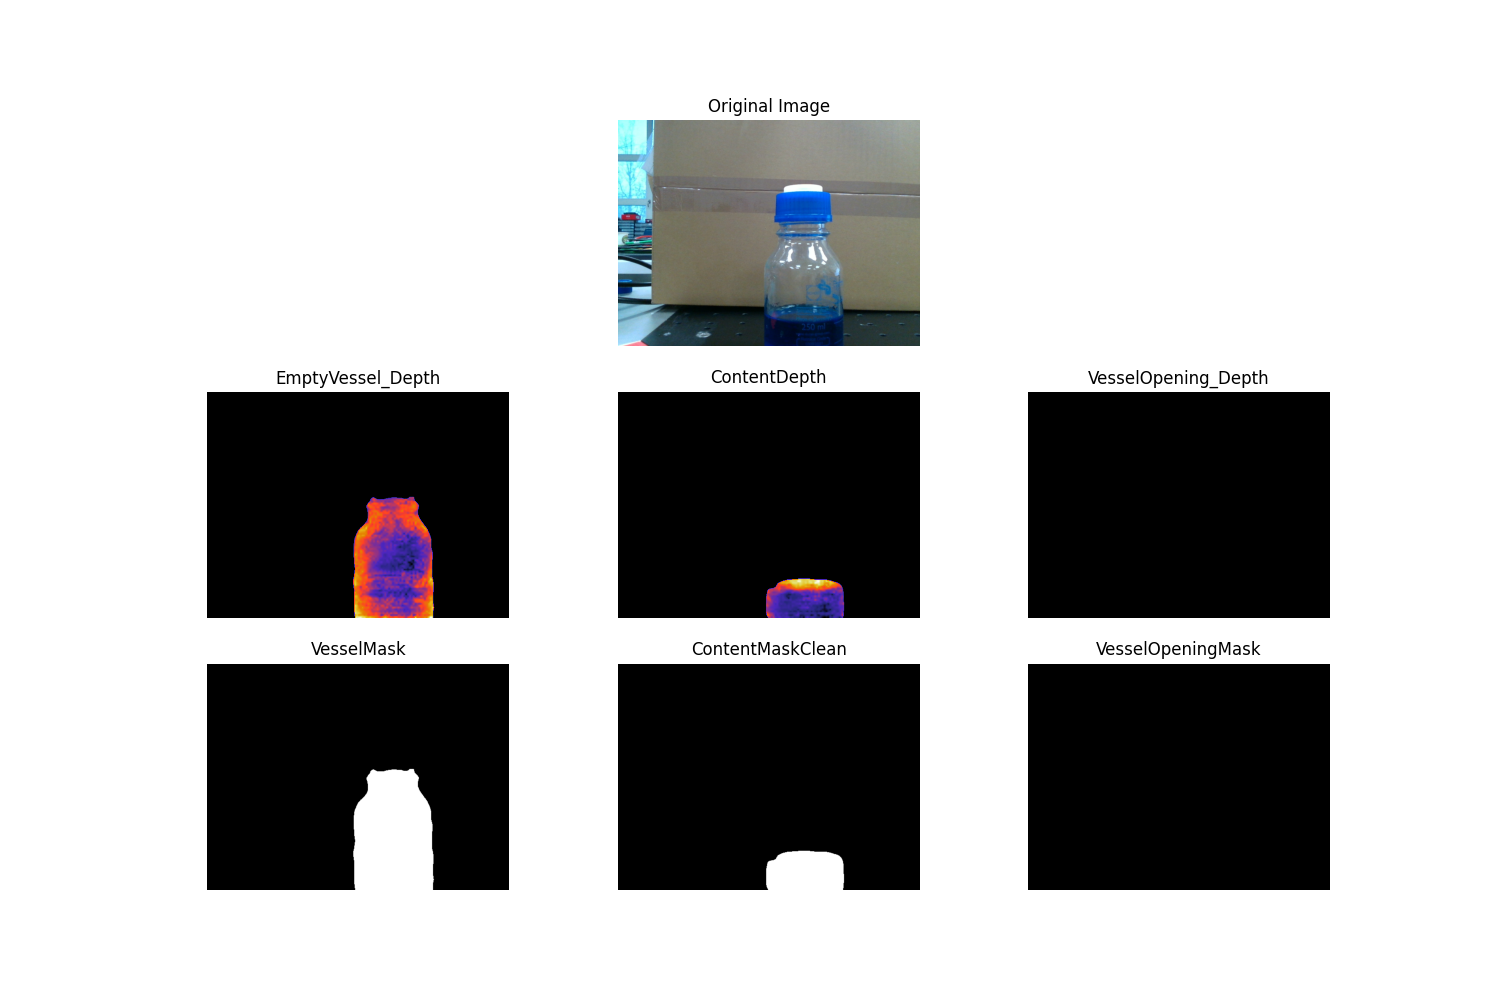 Original Image
EmptyVessel_Depth
ContentDepth
VesselOpening_Depth
VesselMask
ContentMaskClean
VesselOpeningMask